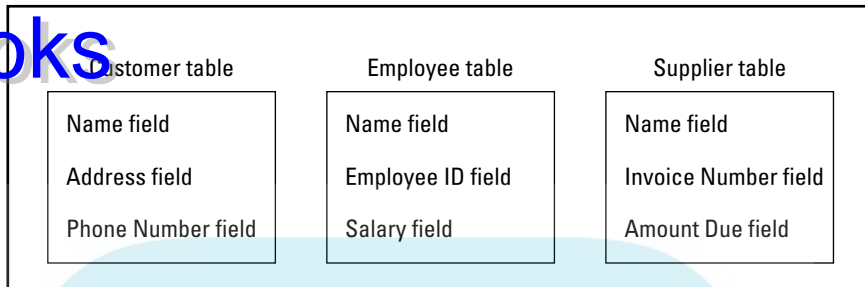 oks
Customer table Employee table Supplier table
Name field Name field Name field
Address field Employee ID field Invoice Number field
Phone Number field Salary field Amount Due field